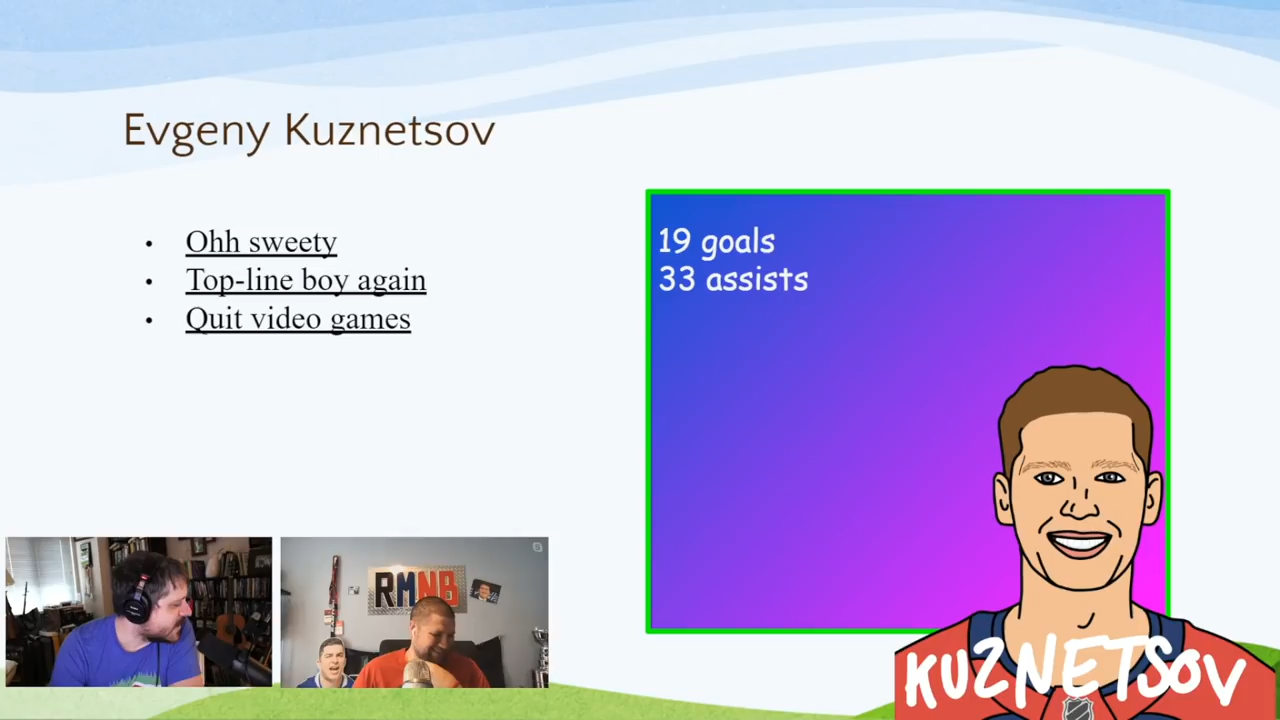 Evgeny Kuznetsov
Ohh sweety
Top-line boy again
Quit video games
19 goals
33 assists
RMNB
KUZNETSOV